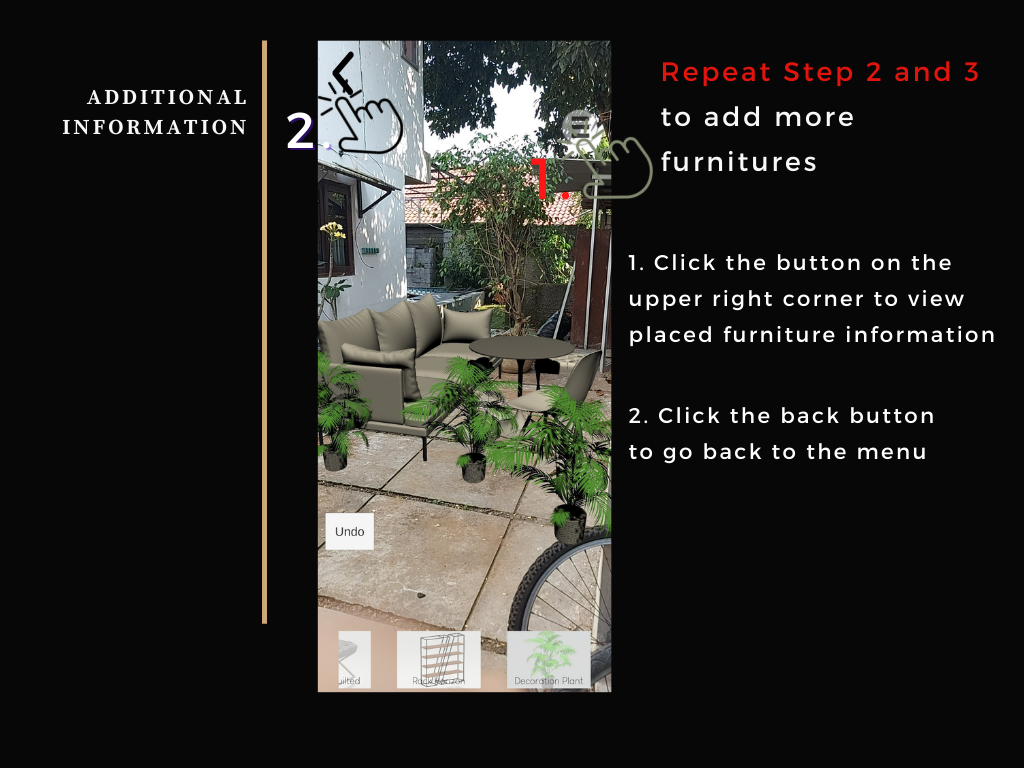 ADDITIONAL
INFORMATION
2.
1.
Undo
uilted
Decoration Plant
Repeat Step 2 and 3
to add more
furnitures
1. Click the button on the
upper right corner to view
placed furniture information
2. Click the back button
to go back to the menu